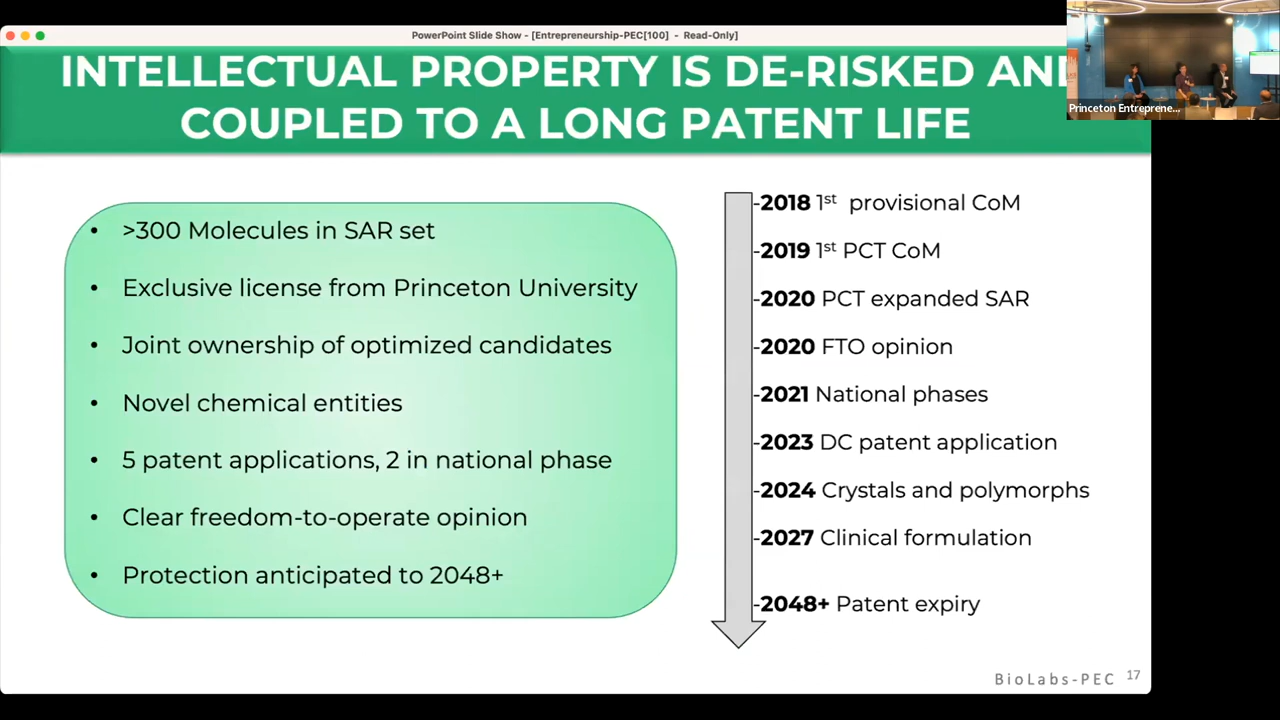 PowerPoint Slide Show - [Entrepreneurship-PEC[100] - Read-Only]
INTELLECTUAL PROPERTY IS DE-RISKED AN
COUPLED TO A LONG PATENT LIFE
Princeton Entreprene...
• >300 Molecules in SAR set
• Exclusive license from Princeton University
• Joint ownership of optimized candidates
• Novel chemical entities
• 5 patent applications, 2 in national phase
• Clear freedom-to-operate opinion
• Protection anticipated to 2048+
-2018 1st provisional CoM
-2019 1st PCT CoM
-2020 PCT expanded SAR
-2020 FTO opinion
-2021 National phases
-2023 DC patent application
-2024 Crystals and polymorphs
-2027 Clinical formulation
-2048+ Patent expiry
BioLabs-PEC 17